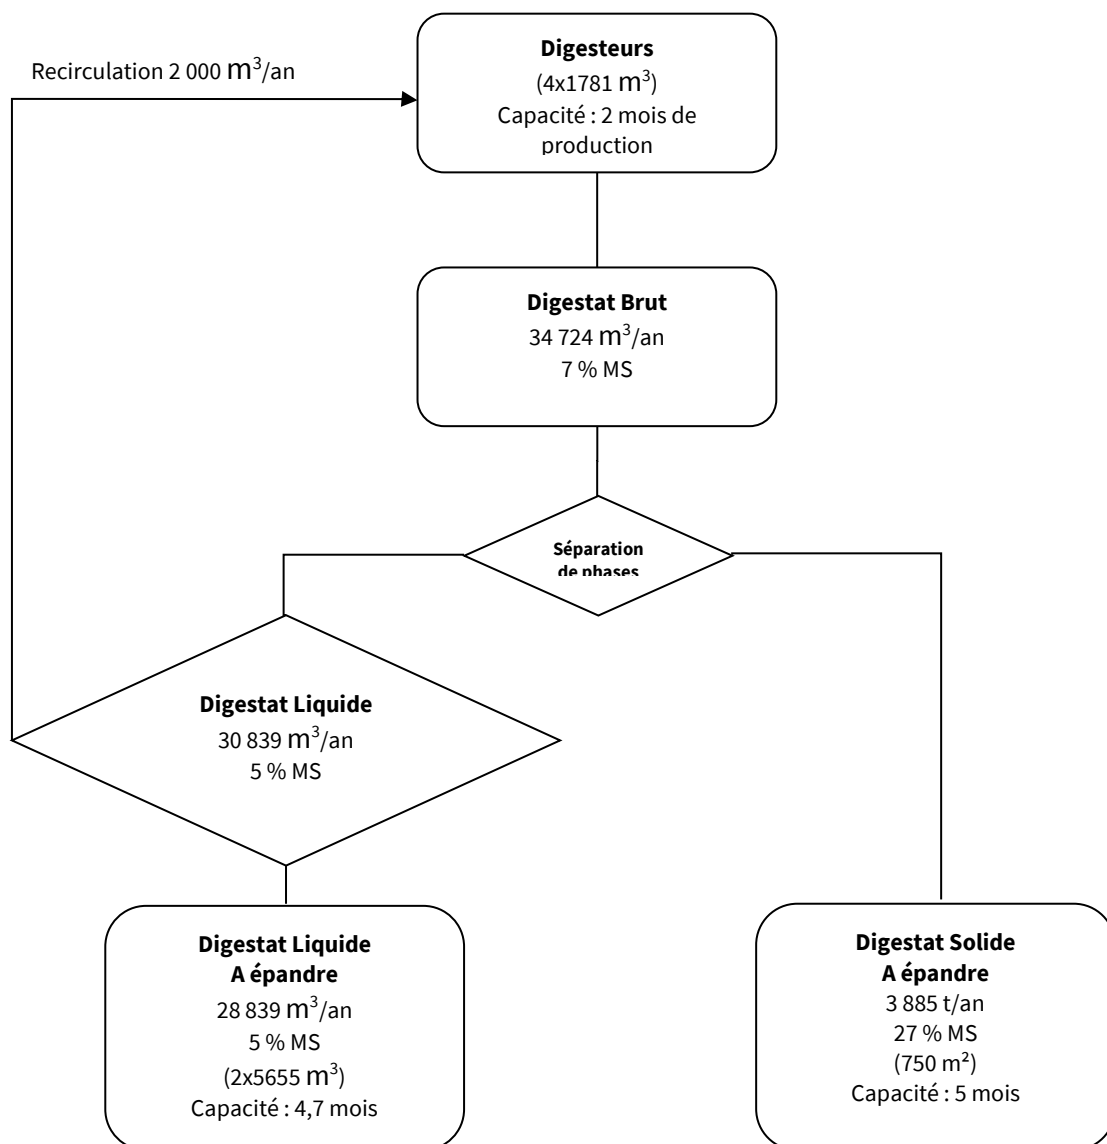 Recirculation 2 000 m³/an
Digesteurs
(4x1781 m³)
Capacité : 2 mois de
production
Digestat Brut
34 724 m³/an
7 % MS
Séparation
de phases
Digestat Liquide
30 839 m³/an
5 % MS
Digestat Liquide
A épandre
28 839 m³/an
5 % MS
(2x5655 m³)
Capacité : 4,7 mois
Digestat Solide
A épandre
3 885 t/an
27 % MS
(750 m²)
Capacité : 5 mois